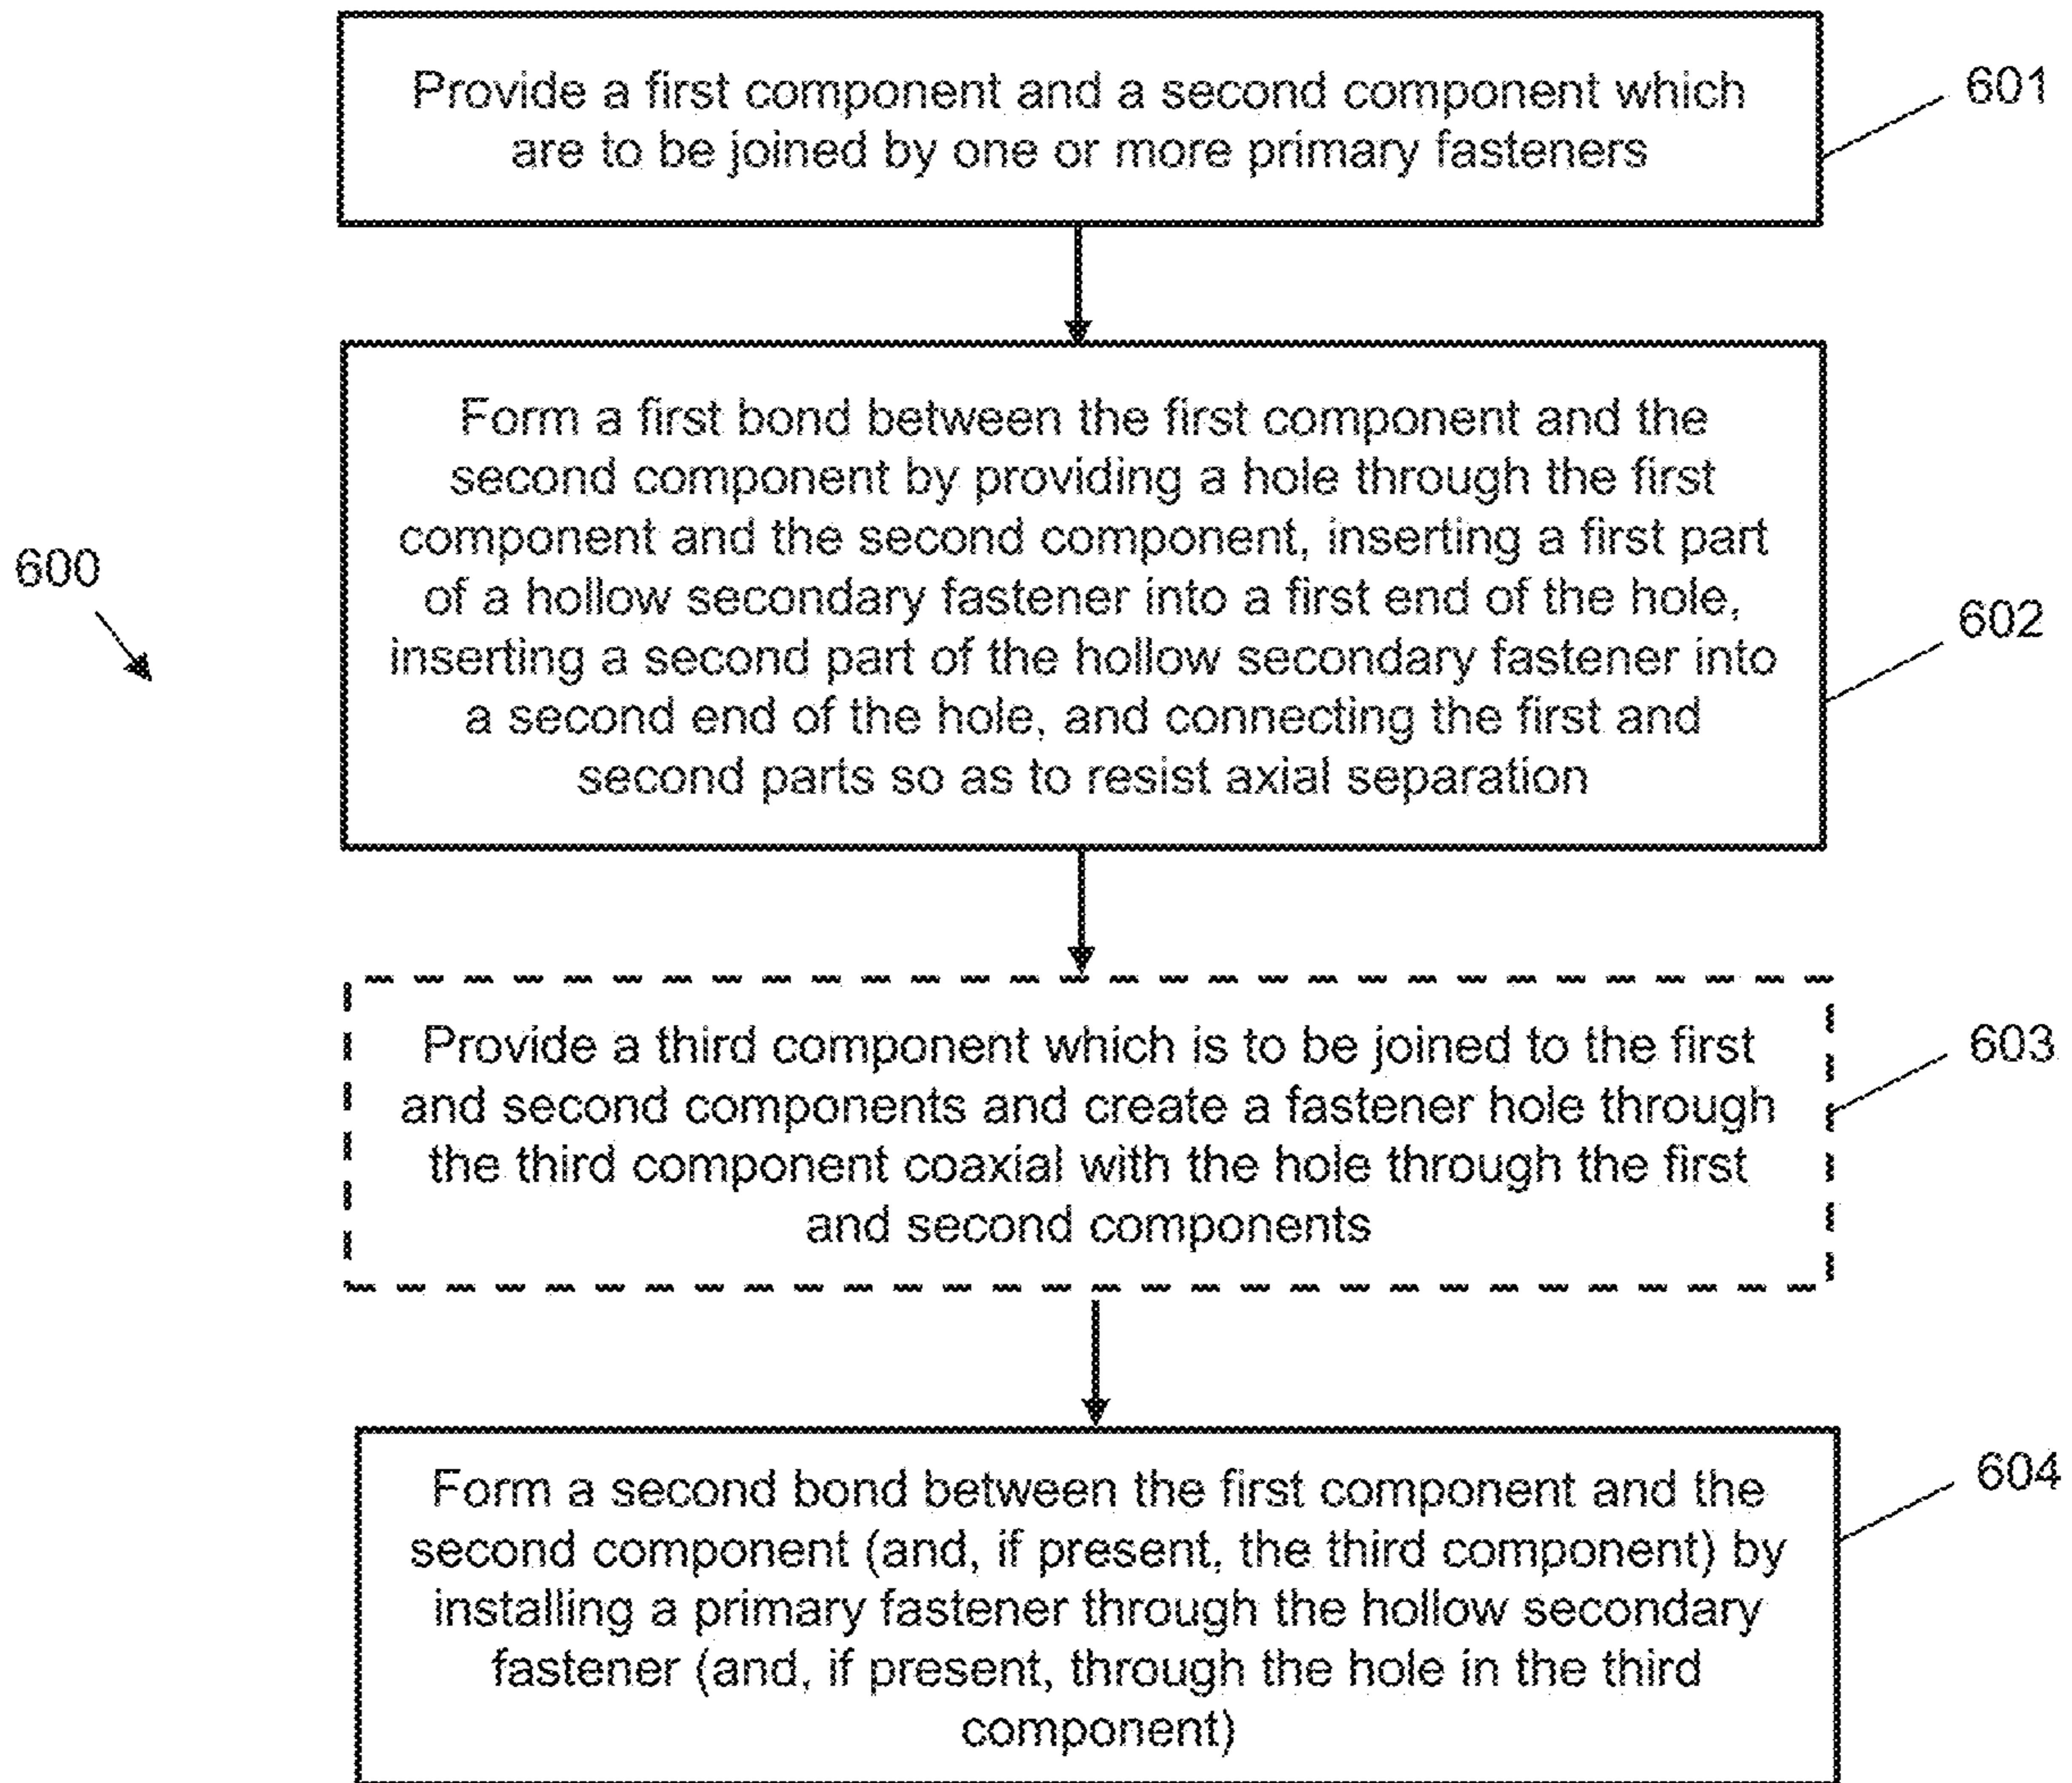 Provide a first component and a second component which
are to be joined by one or more primary fasteners
601
Form a first bond between the first component and the
second component by providing a hole through the first
component and the second component, inserting a first part
of a hollow secondary fastener into a first end of the hole,
inserting a second part of the hollow secondary fastener into
a second end of the hole, and connecting the first and
second parts so as to resist axial separation
600
602
Provide a third component which is to be joined to the first
and second components and create a fastener hole through
the third component coaxial with the hole through the first
and second components
603
Form a second bond between the first component and the
second component (and, if present, the third component) by
installing a primary fastener through the hollow secondary
fastener (and, if present, through the hole in the third
component)
604